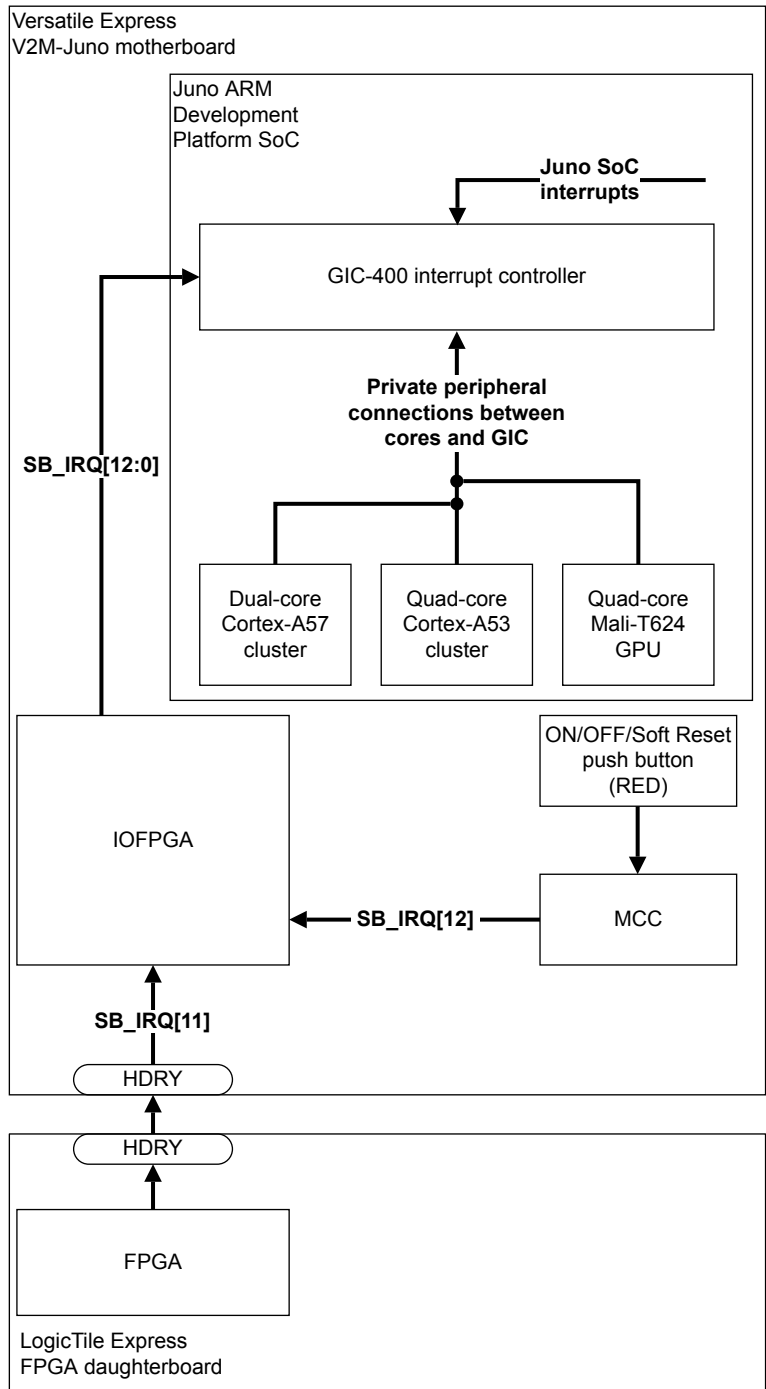 Versatile Express
V2M-Juno motherboard
Juno ARM
Development
Platform SoC
Juno SoC
interrupts
GIC-400 interrupt controller
Private peripheral
connections between
cores and GIC
SB_IRQ[12:0]
Dual-core
Cortex-A57
cluster
Quad-core
Cortex-A53
cluster
Quad-core
Mali-T624
GPU
ON/OFF/Soft Reset
push button
(RED)
IOFPGA
SB_IRQ[12]
MCC
SB_IRQ[11]
HDRY
HDRY
FPGA
LogicTile Express
FPGA daughterboard